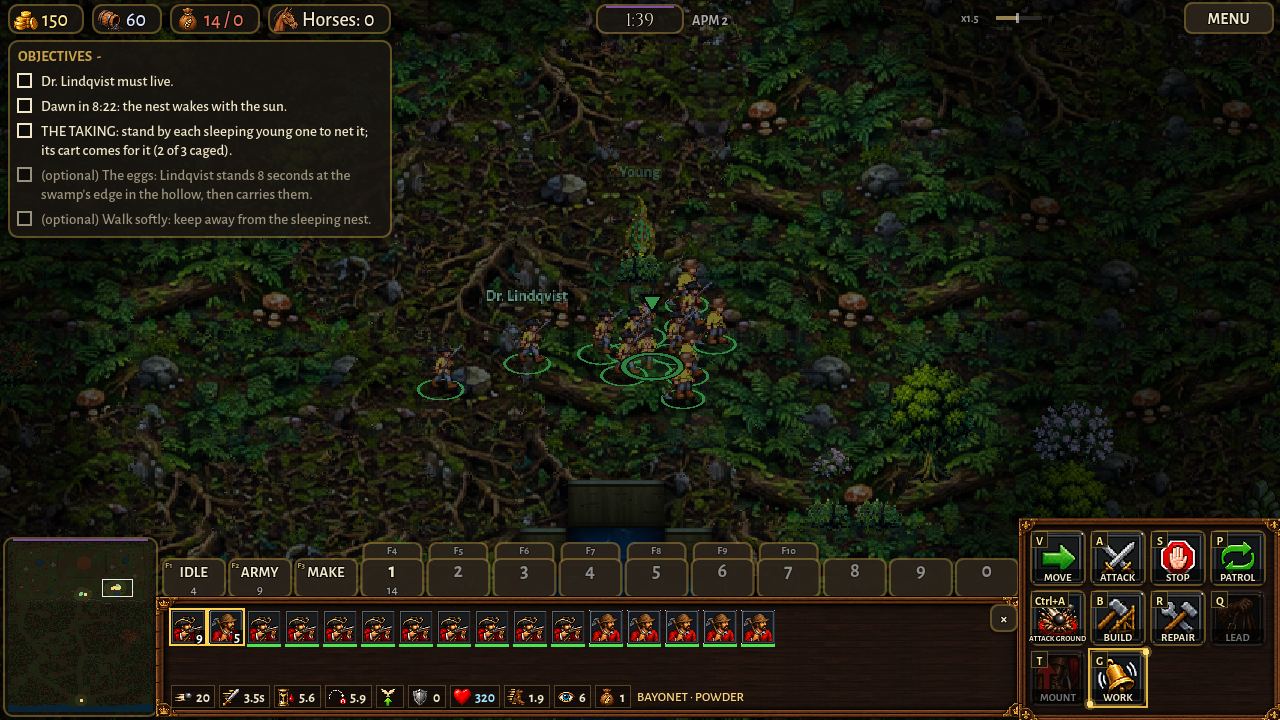 150
60
14 / 0
Horses: 0
1:39
APM 2
x1.5
MENU
OBJECTIVES -
Dr. Lindqvist must live.
Dawn in 8:22: the nest wakes with the sun.
THE TAKING: stand by each sleeping young one to net it;
its cart comes for it (2 of 3 caged).
(optional) The eggs: Lindqvist stands 8 seconds at the
swamp's edge in the hollow, then carries them.
(optional) Walk softly: keep away from the sleeping nest.
Young
Dr. Lindqvist
F4
F5
F6
F7
F8
F9
F10
F1 IDLE
4
F2 ARMY
9
F3 MAKE
1
14
2
3
4
5
6
7
8
9
0
9
5
×
20
3.5s
5.6
5.9
0
320
1.9
6
1
BAYONET · POWDER
V
MOVE
A
ATTACK
S
STOP
P
PATROL
Ctrl+A
ATTACK GROUND
B
BUILD
R
REPAIR
Q
LEAD
T
MOUNT
G
WORK